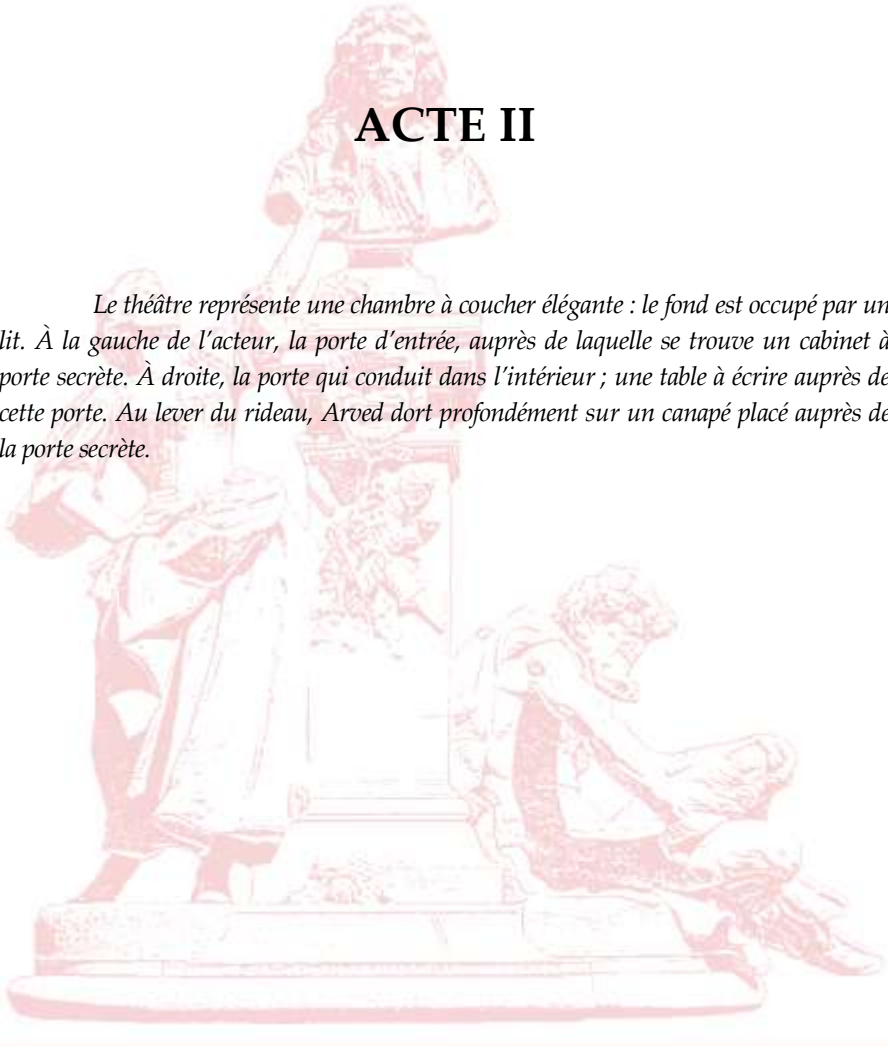 ACTE II
Le théâtre représente une chambre à coucher élégante : le fond est occupé par un
lit. À la gauche de l’acteur, la porte d’entrée, auprès de laquelle se trouve un cabinet à
porte secrète. À droite, la porte qui conduit dans l’intérieur ; une table à écrire auprès de
cette porte. Au lever du rideau, Arved dort profondément sur un canapé placé auprès de
la porte secrète.